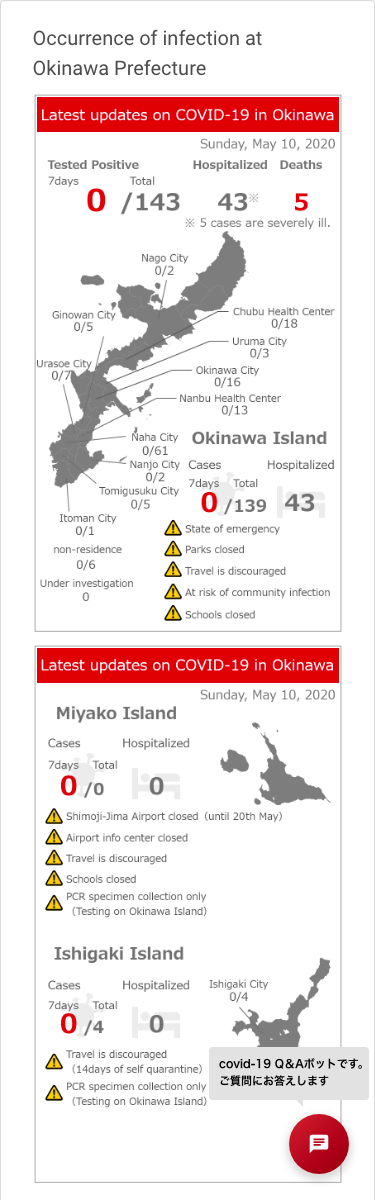 Occurrence of infection at
Okinawa Prefecture
Latest updates on COVID-19 in Okinawa
Sunday, May 10, 2020
Tested Positive Hospitalized Deaths
7days Total
0 /143 43※ 5
※ 5 cases are severely ill.
Nago City
0/2
Ginowan City
0/5
Chubu Health Center
0/18
Uruma City
0/3
Urasoe City
0/7
Okinawa City
0/16
Nanbu Health Center
0/13
Naha City
0/61
Okinawa Island
Nanjo City
0/2
Cases Hospitalized
7days Total
0 /139 43
Tomigusuku City
0/5
Itoman City
0/1
non-residence
0/6
Under investigation
0
State of emergency
Parks closed
Travel is discouraged
At risk of community infection
Schools closed
Latest updates on COVID-19 in Okinawa
Sunday, May 10, 2020
Miyako Island
Cases Hospitalized
7days Total
0 /0 0
Shimoji-Jima Airport closed (until 20th May)
Airport info center closed
Travel is discouraged
Schools closed
PCR specimen collection only
(Testing on Okinawa Island)
Ishigaki Island
Cases Hospitalized
7days Total
0 /4 0
Ishigaki City
0/4
Travel is discouraged
(14days of self quarantine)
PCR specimen collection only
(Testing on Okinawa Island)
covid-19 Q&Aボットです。
ご質問にお答えします